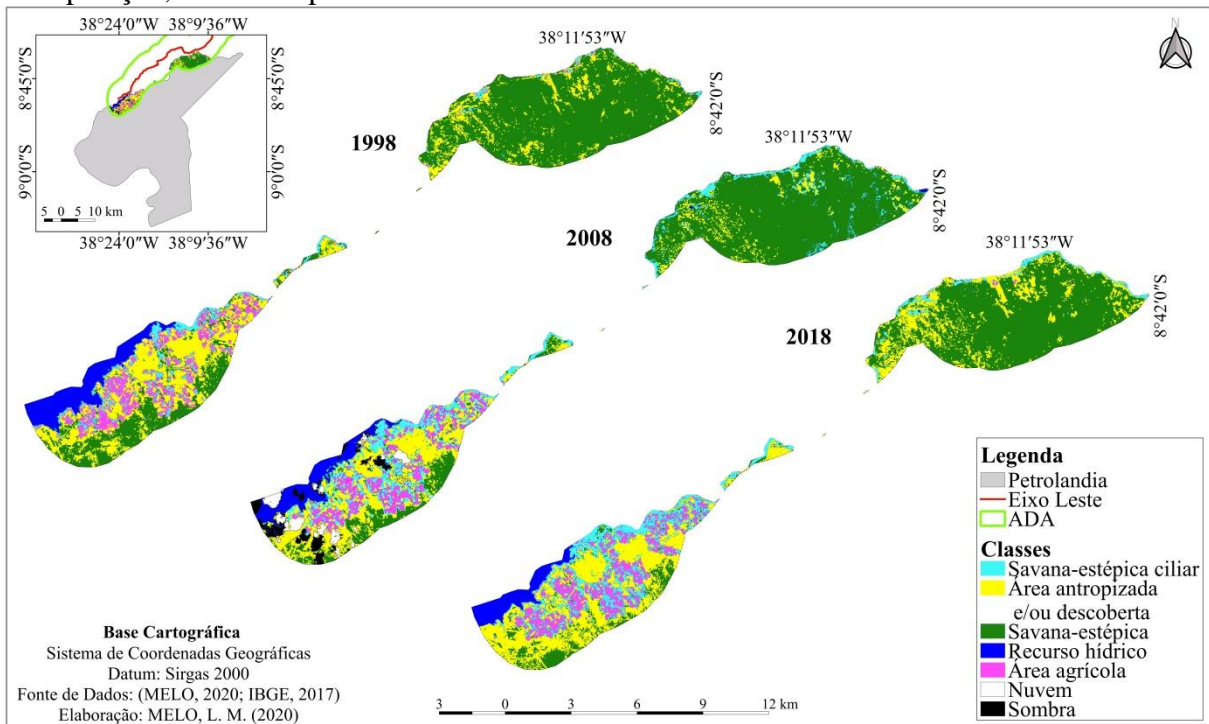 38°24'0"W 38°9'36"W
8°45'0"S
8°45'0"S
9°0'0"S
9°0'0"S
5 0 5 10 km
38°24'0"W 38°9'36"W
N
38°11'53"W
8°42'0"S
1998
38°11'53"W
8°42'0"S
2008
38°11'53"W
8°42'0"S
2018
Legenda
Petrolandia
Eixo Leste
ADA
Classes
Savana-estépica ciliar
Área antropizada
e/ou descoberta
Savana-estépica
Recurso hídrico
Área agrícola
Nuvem
Sombra
Base Cartográfica
Sistema de Coordenadas Geográficas
Datum: Sirgas 2000
Fonte de Dados: (MELO, 2020; IBGE, 2017)
Elaboração: MELO, L. M. (2020)
3 0 3 6 9 12 km